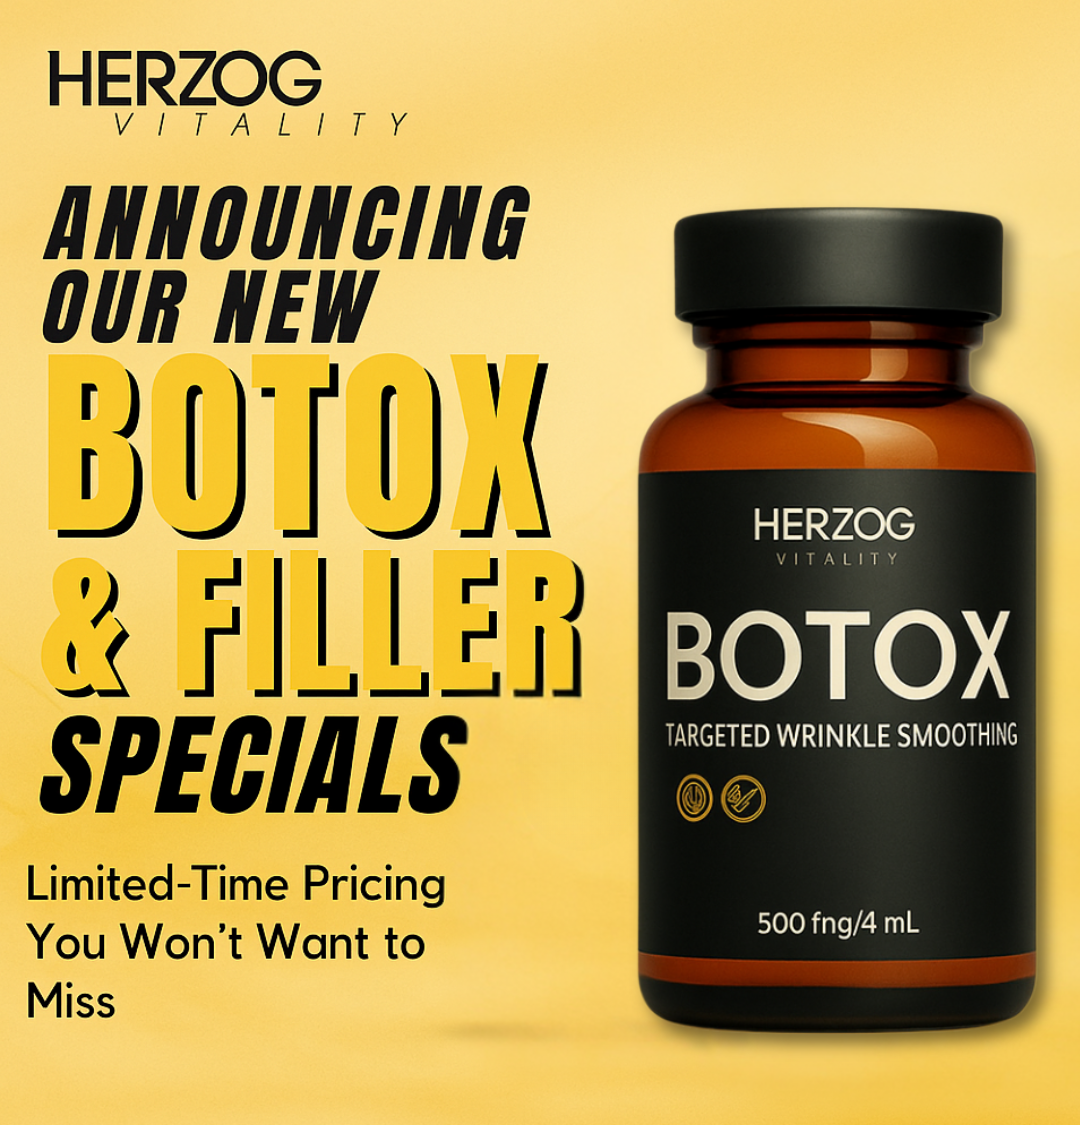 HERZOG
VITALITY
ANNOUNCING
OUR NEW
BOTOX
& FILLER
SPECIALS
Limited-Time Pricing
You Won't Want to
Miss
HERZOG
VITALITY
BOTOX
TARGETED WRINKLE SMOOTHING
500 fng/4 mL